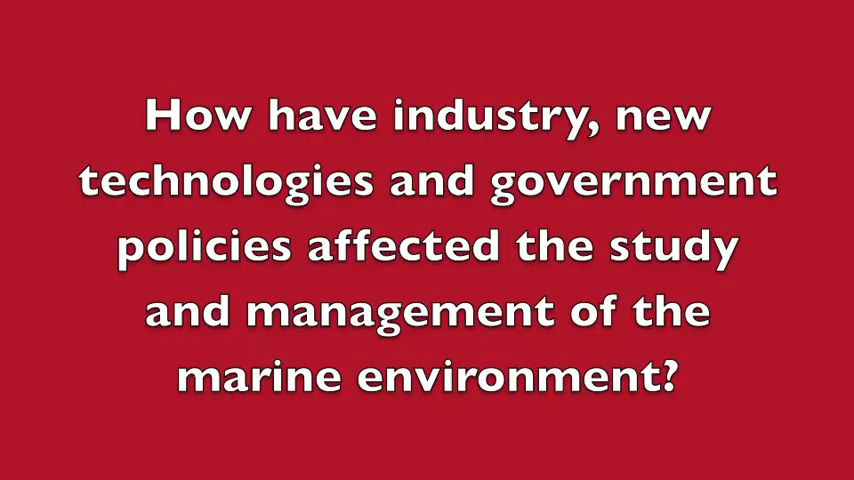 How have industry, new
technologies and government
policies affected the study
and management of the
marine environment?